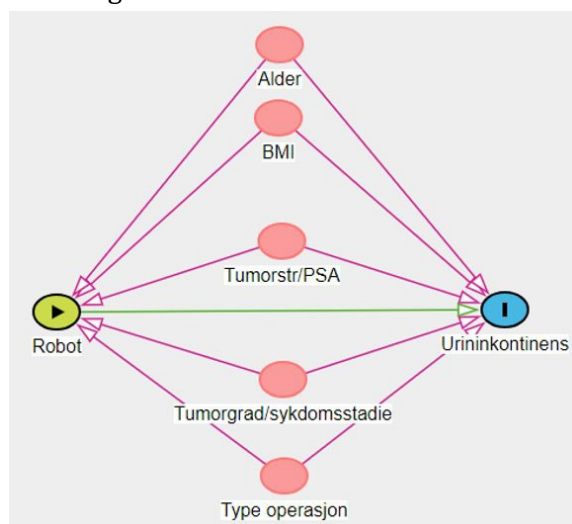 Alder
BMI
Tumorstr/PSA
Robot
Urininkontinens
Tumorgrad/sykdomsstadie
Type operasjon